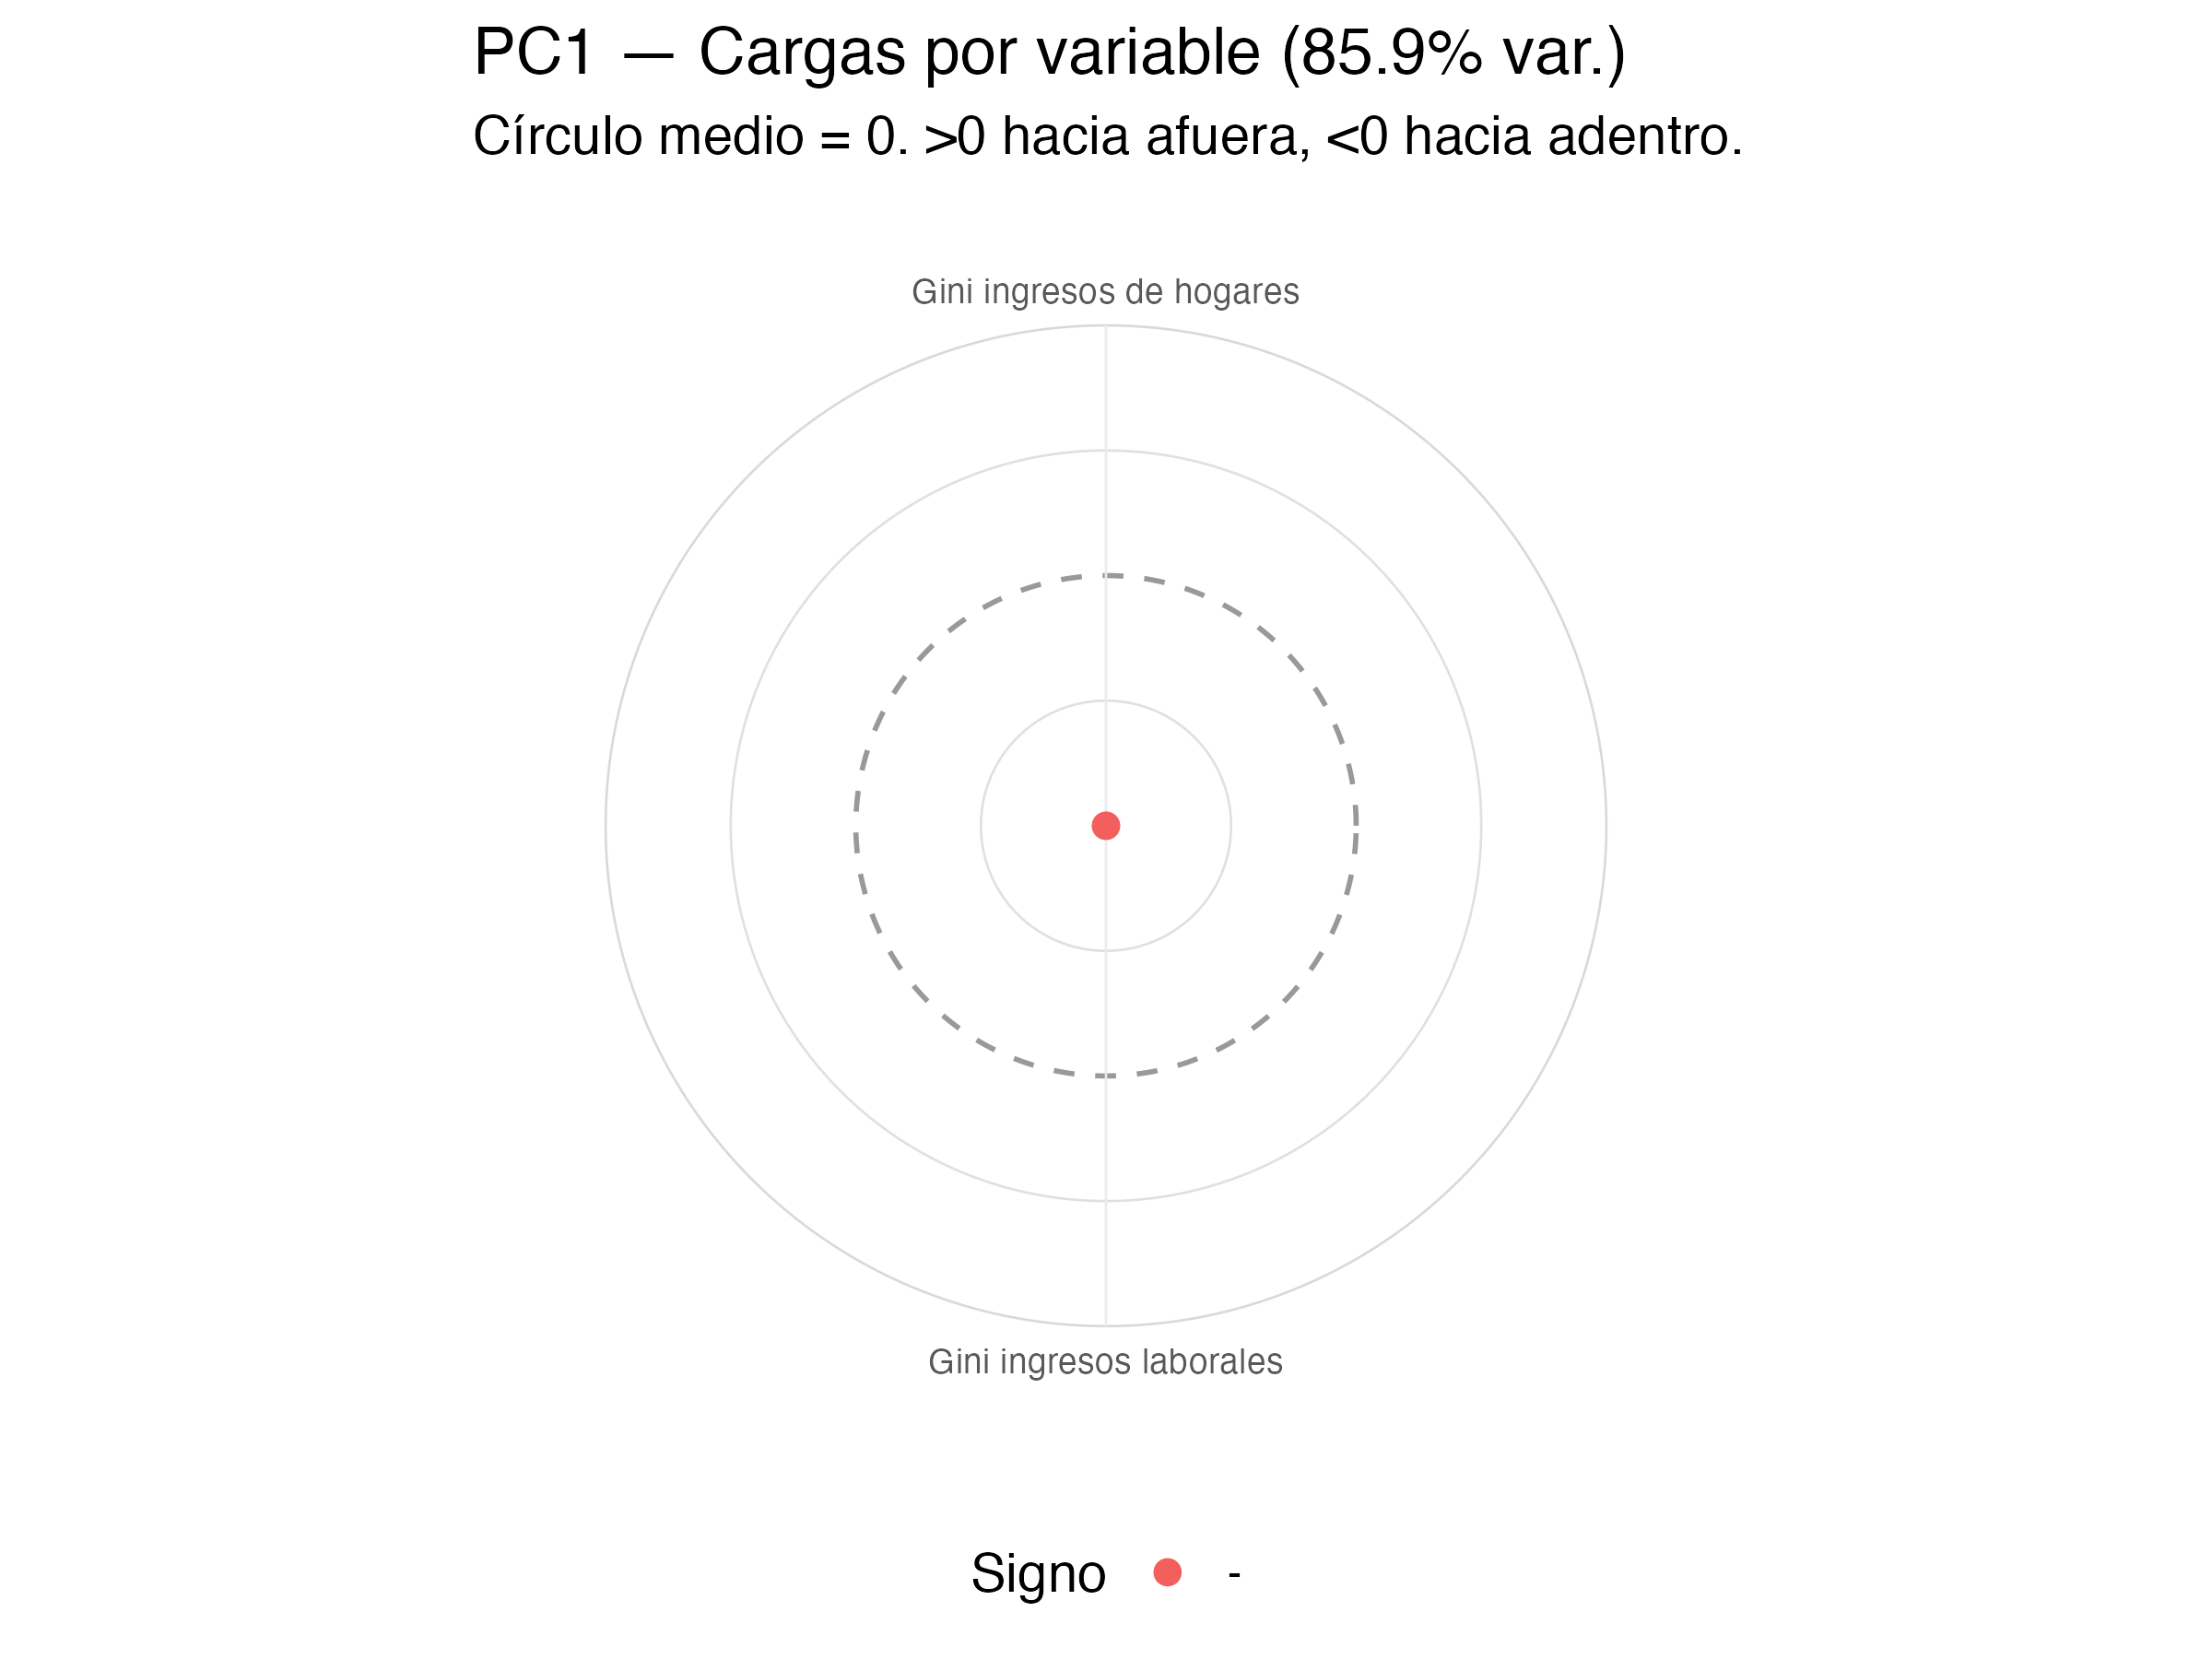 PC1 — Cargas por variable (85.9% var.)
Círculo medio = 0. >0 hacia afuera, <0 hacia adentro.
Gini ingresos de hogares
Gini ingresos laborales
Signo -